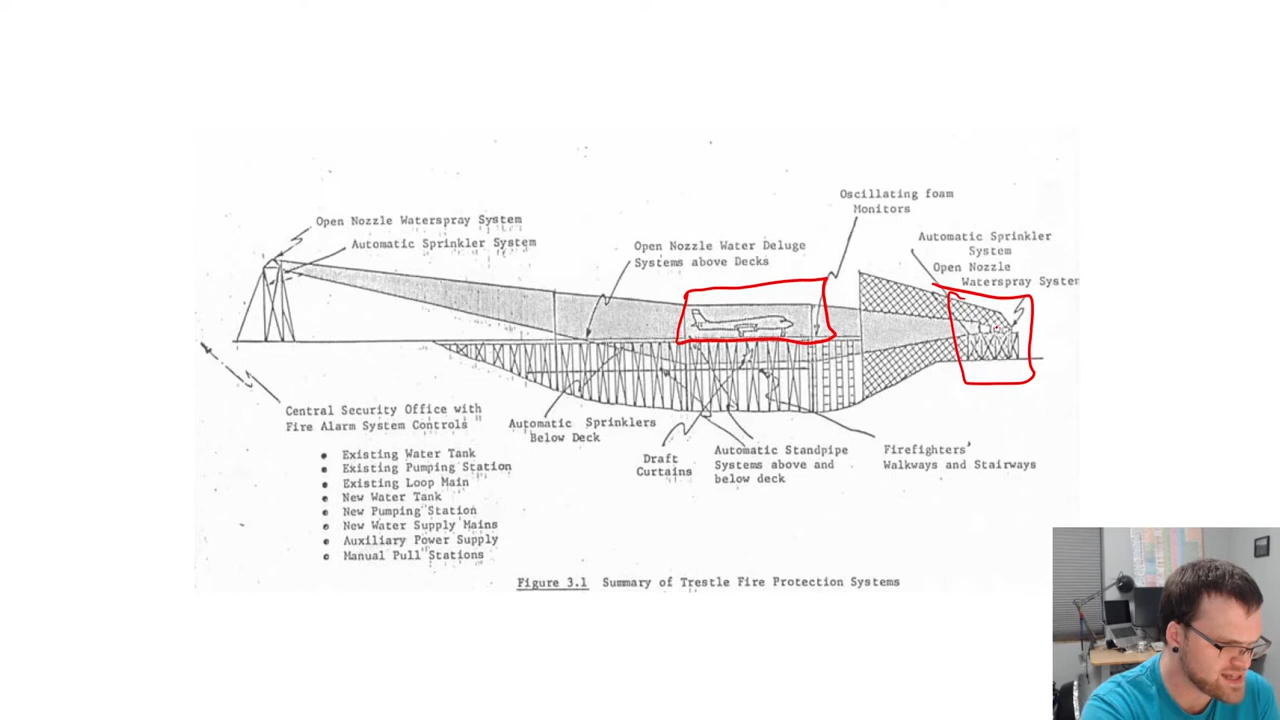 Oscillating foam
Monitors
Open Nozzle Waterspray System
Automatic Sprinkler System
Open Nozzle Water Deluge
Systems above Decks
Automatic Sprinkler
System
Open Nozzle
Waterspray System
Central Security Office with
Fire Alarm System Controls
Automatic Sprinklers
Below Deck
Draft
Curtains
Automatic Standpipe
Systems above and
below deck
Firefighters'
Walkways and Stairways
• Existing Water Tank
• Existing Pumping Station
• Existing Loop Main
• New Water Tank
• New Pumping Station
• New Water Supply Mains
• Auxiliary Power Supply
• Manual Pull Stations
Figure 3.1 Summary of Trestle Fire Protection Systems